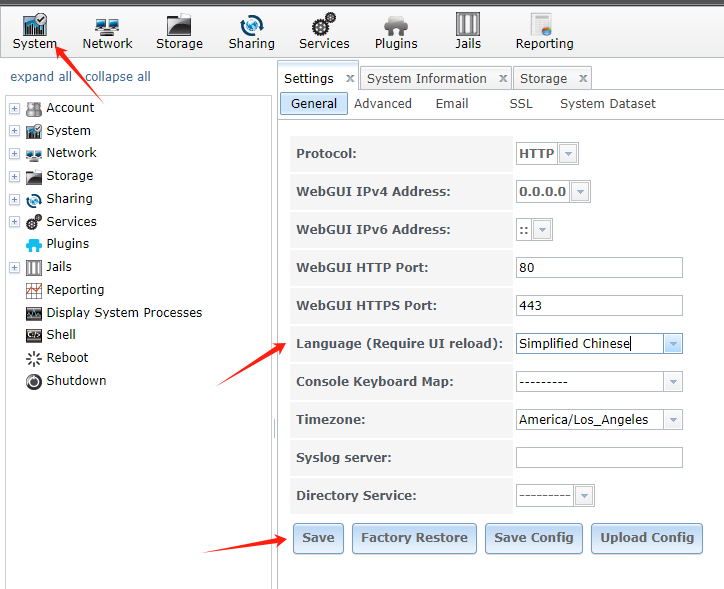 System Network Storage Sharing Services Plugins Jails Reporting
expand all collapse all
Account
System
Network
Storage
Sharing
Services
Plugins
Jails
Reporting
Display System Processes
Shell
Reboot
Shutdown
Settings x System Information x Storage x
General Advanced Email SSL System Dataset
Protocol: HTTP
WebGUI IPv4 Address: 0.0.0.0
WebGUI IPv6 Address: ::
WebGUI HTTP Port: 80
WebGUI HTTPS Port: 443
Language (Require UI reload): Simplified Chinese
Console Keyboard Map: ---------
Timezone: America/Los_Angeles
Syslog server:
Directory Service: ---------
Save Factory Restore Save Config Upload Config